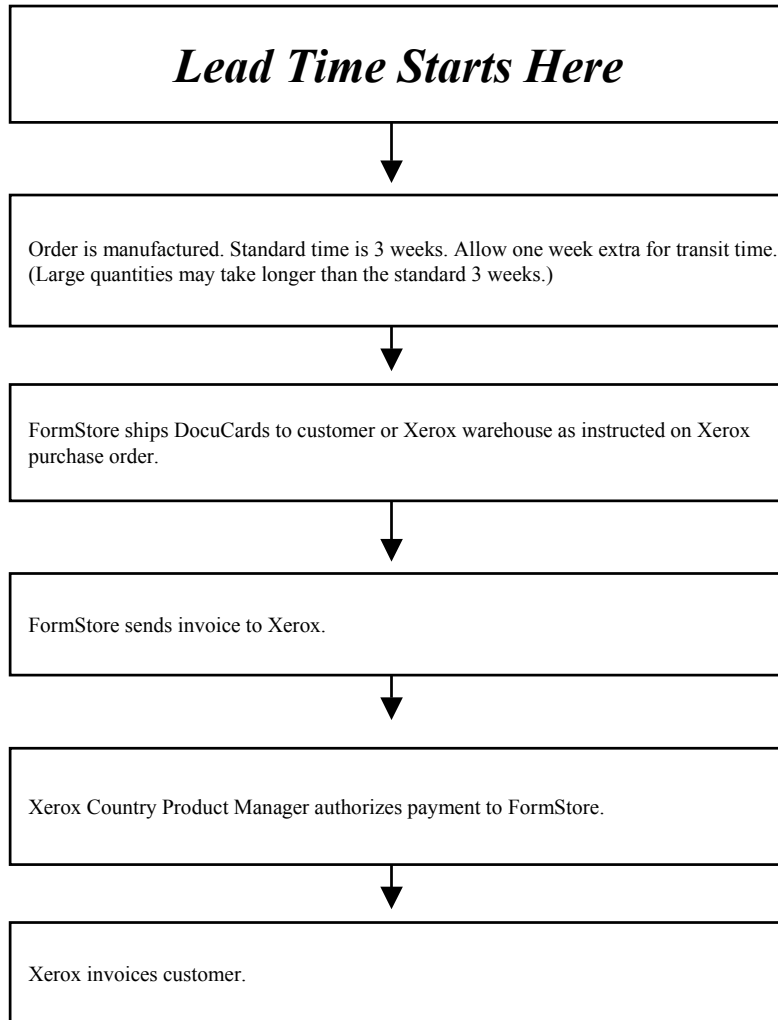 Lead Time Starts Here
Order is manufactured. Standard time is 3 weeks. Allow one week extra for transit time.
(Large quantities may take longer than the standard 3 weeks.)
FormStore ships DocuCards to customer or Xerox warehouse as instructed on Xerox
purchase order.
FormStore sends invoice to Xerox.
Xerox Country Product Manager authorizes payment to FormStore.
Xerox invoices customer.